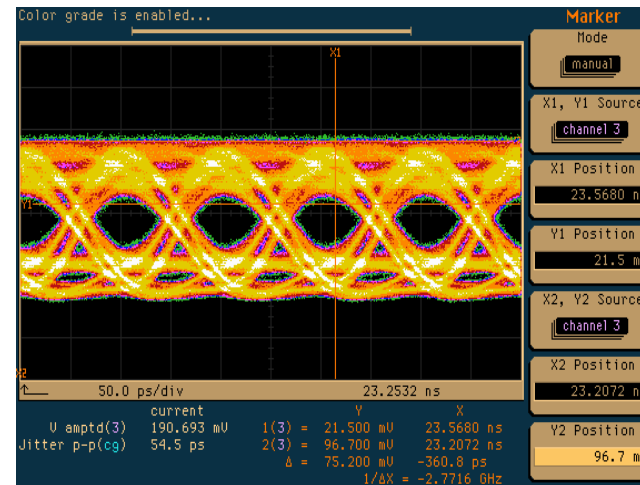 Color grade is enabled...
Marker
Mode
manual
X1, Y1 Source
channel 3
X1 Position
23.5680 n
Y1 Position
21.5 m
X2, Y2 Source
channel 3
X2 Position
23.2072 n
Y2 Position
96.7 m
X1
Y1
X2
50.0 ps/div 23.2532 ns
current Y X
V amptd(3) 190.693 mV 1(3) = 21.500 mV 23.5680 ns
Jitter p-p(cg) 54.5 ps 2(3) = 96.700 mV 23.2072 ns
Δ = 75.200 mV -360.8 ps
1/ΔX = -2.7716 GHz